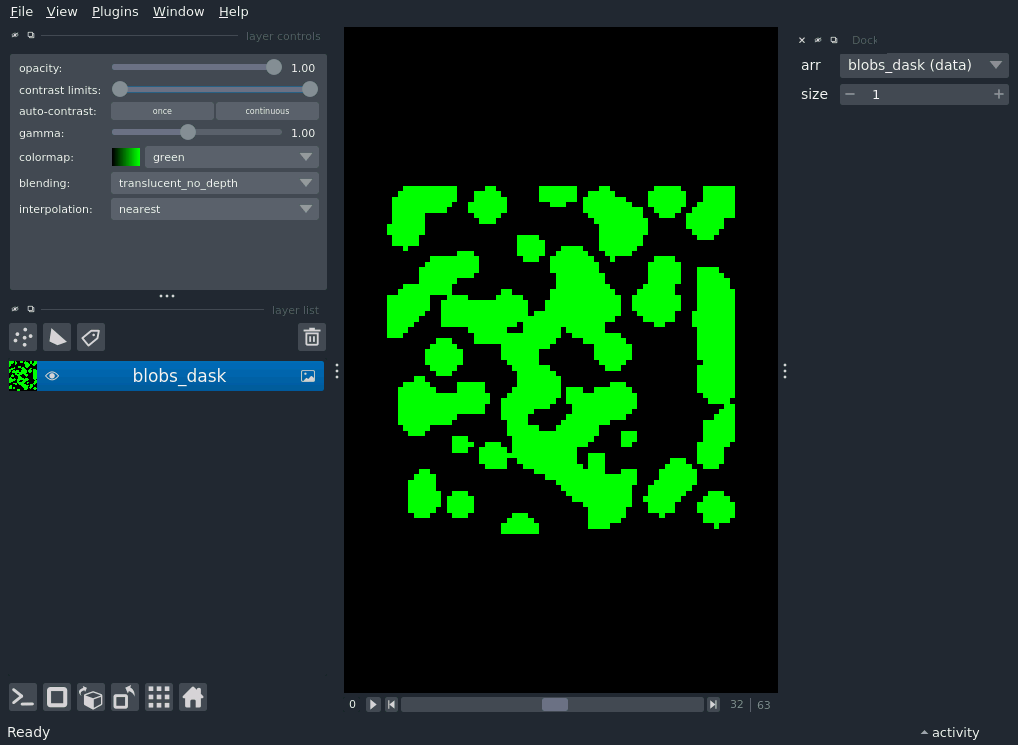 File View Plugins Window Help
layer controls
opacity: 1.00
contrast limits:
auto-contrast: once continuous
gamma: 1.00
colormap: green
blending: translucent_no_depth
interpolation: nearest
layer list
blobs_dask
Dock
arr blobs_dask (data)
size 1
0 32 63
Ready
activity